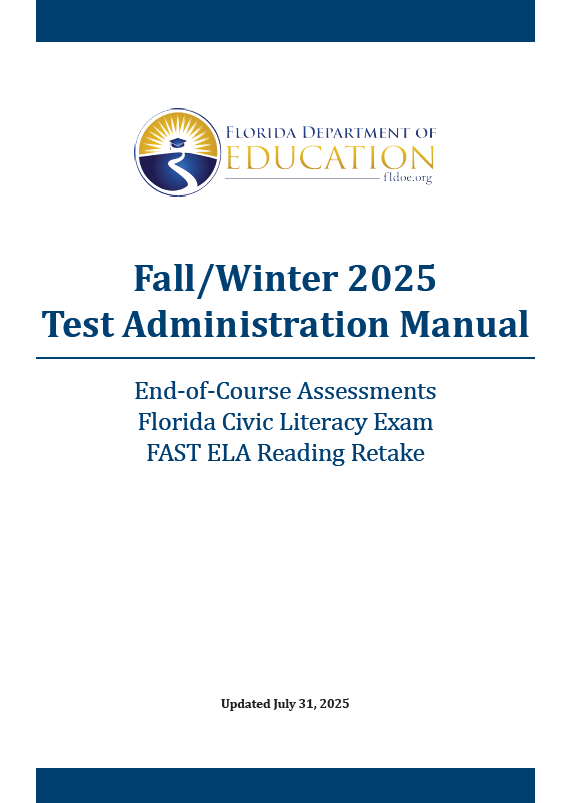 FLORIDA DEPARTMENT OF
EDUCATION
fldoe.org
Fall/Winter 2025
Test Administration Manual
End-of-Course Assessments
Florida Civic Literacy Exam
FAST ELA Reading Retake
Updated July 31, 2025